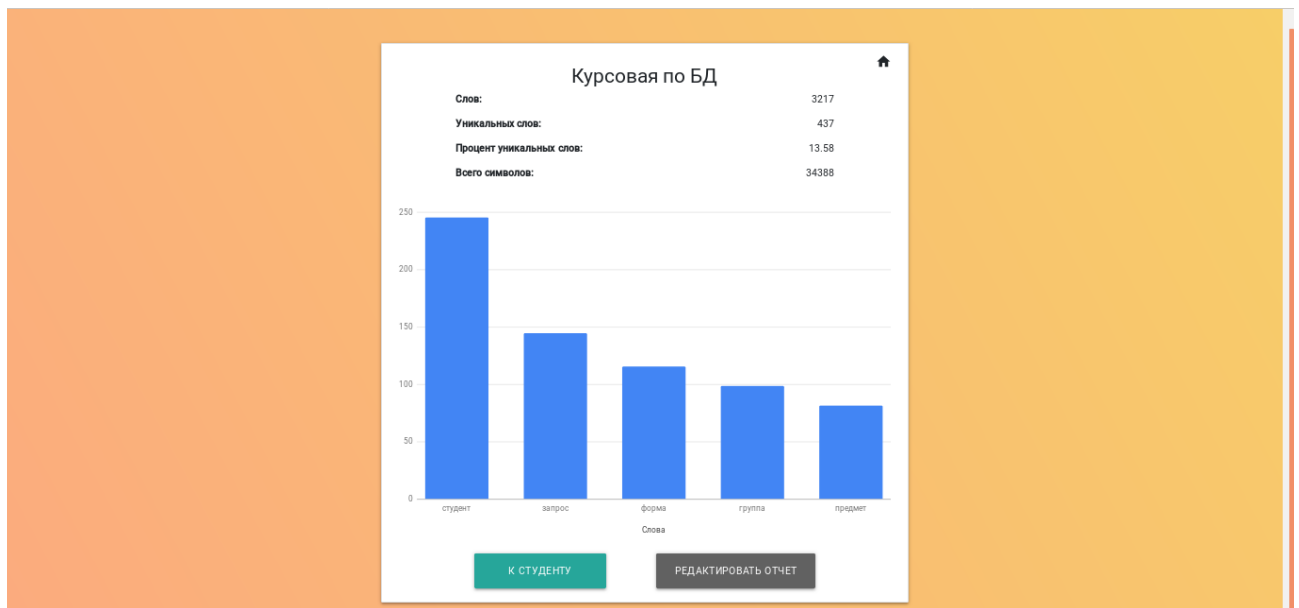 Курсовая по БД
Слов: 3217
Уникальных слов: 437
Процент уникальных слов: 13.58
Всего символов: 34388
250
200
150
100
50
0
студент запрос форма группа предмет
Слова
К СТУДЕНТУ РЕДАКТИРОВАТЬ ОТЧЕТ